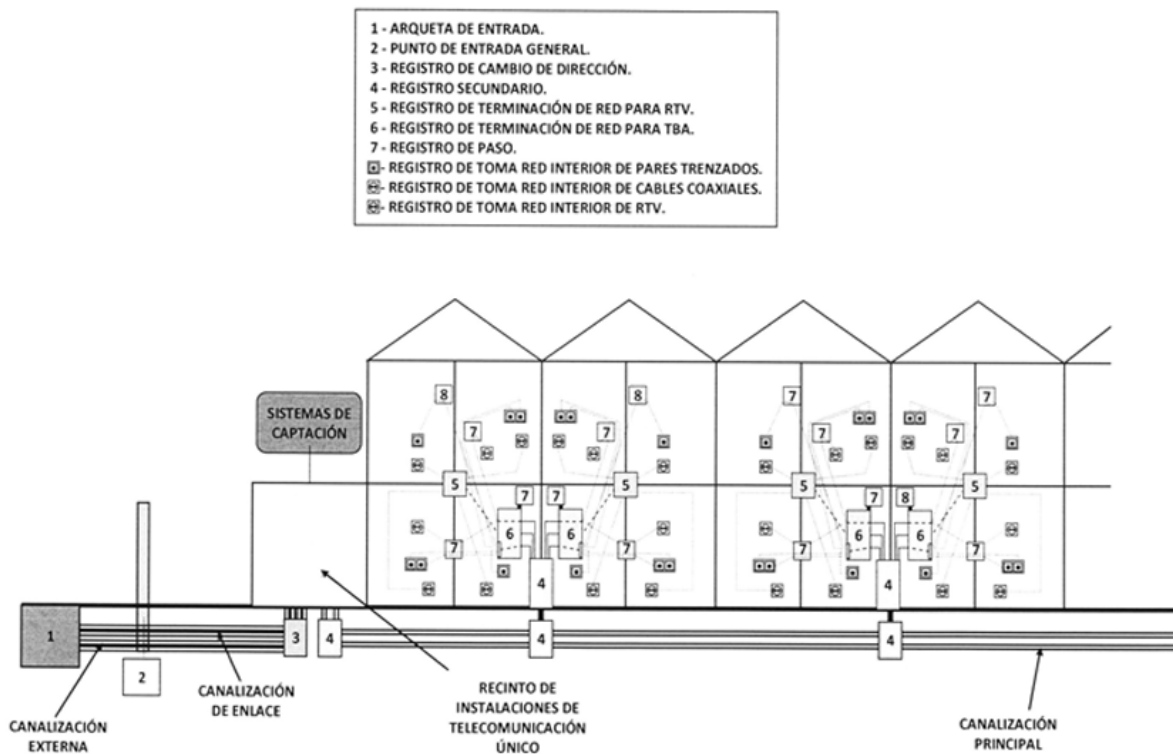 1 - ARQUETA DE ENTRADA.
2 - PUNTO DE ENTRADA GENERAL.
3 - REGISTRO DE CAMBIO DE DIRECCIÓN.
4 - REGISTRO SECUNDARIO.
5 - REGISTRO DE TERMINACIÓN DE RED PARA RTV.
6 - REGISTRO DE TERMINACIÓN DE RED PARA TBA.
7 - REGISTRO DE PASO.
- REGISTRO DE TOMA RED INTERIOR DE PARES TRENZADOS.
- REGISTRO DE TOMA RED INTERIOR DE CABLES COAXIALES.
- REGISTRO DE TOMA RED INTERIOR DE RTV.
SISTEMAS DE
CAPTACIÓN
8 8 7 7
7 7 7 7
5 5 5 5
7 7 7 8
6 6 6 6
7 7 7 7
4 4
1 3 4 4 4
2
CANALIZACIÓN
DE ENLACE
CANALIZACIÓN
EXTERNA
RECINTO DE
INSTALACIONES DE
TELECOMUNICACIÓN
ÚNICO
CANALIZACIÓN
PRINCIPAL